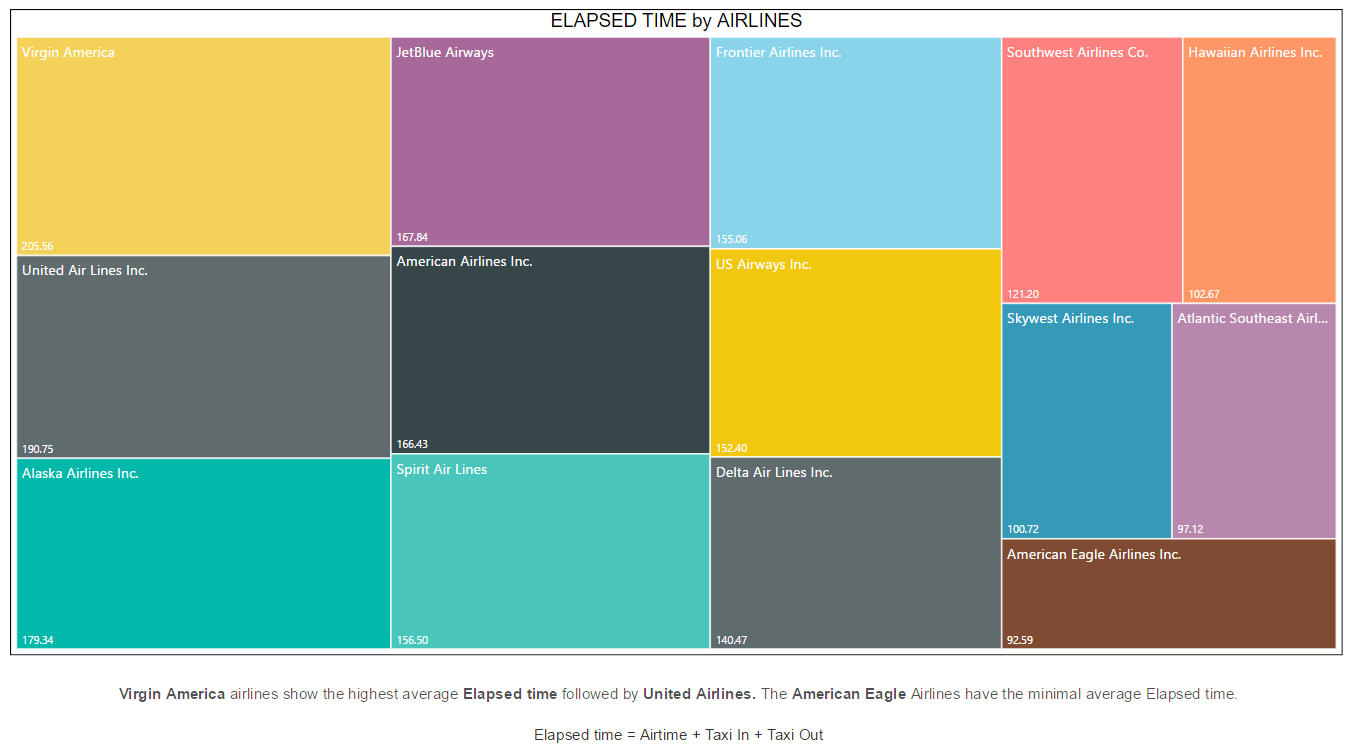 ELAPSED TIME by AIRLINES
Virgin America
205.56
United Air Lines Inc.
190.75
Alaska Airlines Inc.
179.34
JetBlue Airways
167.84
American Airlines Inc.
166.43
Spirit Air Lines
156.50
Frontier Airlines Inc.
155.06
US Airways Inc.
152.40
Delta Air Lines Inc.
140.47
Southwest Airlines Co.
121.20
Hawaiian Airlines Inc.
102.67
Skywest Airlines Inc.
100.72
Atlantic Southeast Airl...
97.12
American Eagle Airlines Inc.
92.59
Virgin America airlines show the highest average Elapsed time followed by United Airlines. The American Eagle Airlines have the minimal average Elapsed time.
Elapsed time = Airtime + Taxi In + Taxi Out